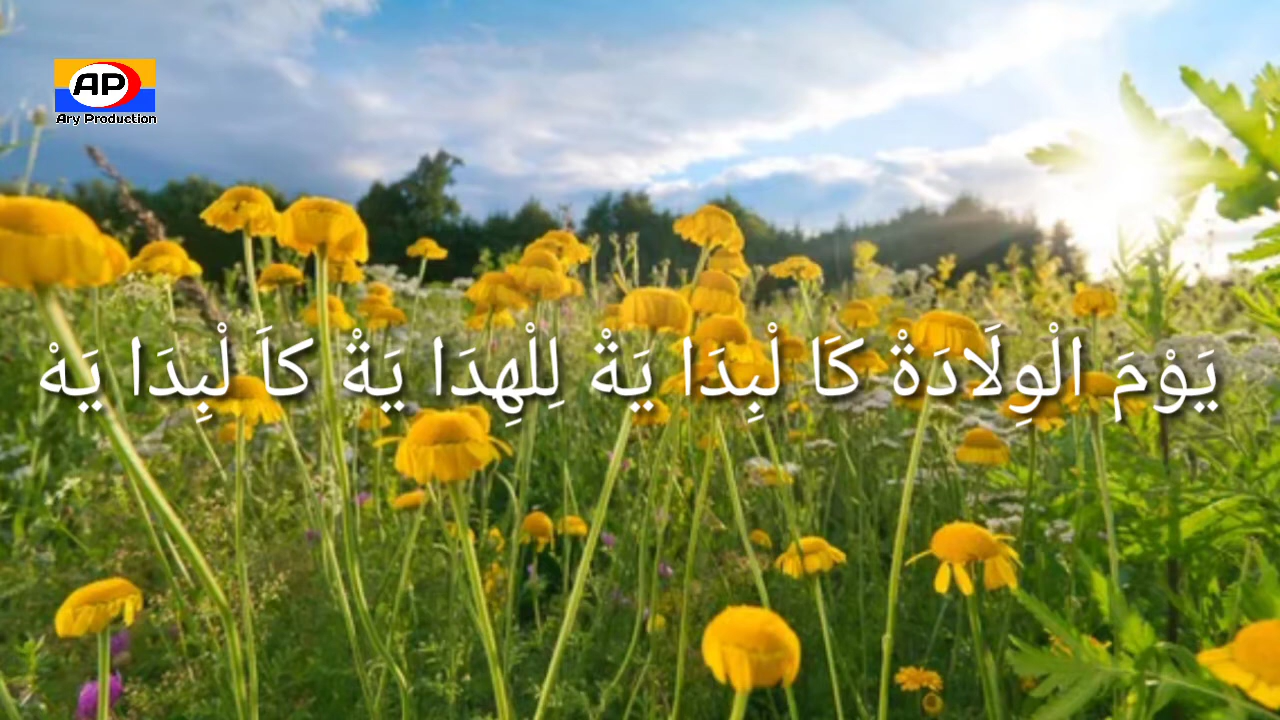 AP
Ary Production
يَوْمَ الْوِلَادَةْ كَا لْبِدَا يَةْ لِلْهِدَا يَةْ كاَ لْبِدَا يَهْ